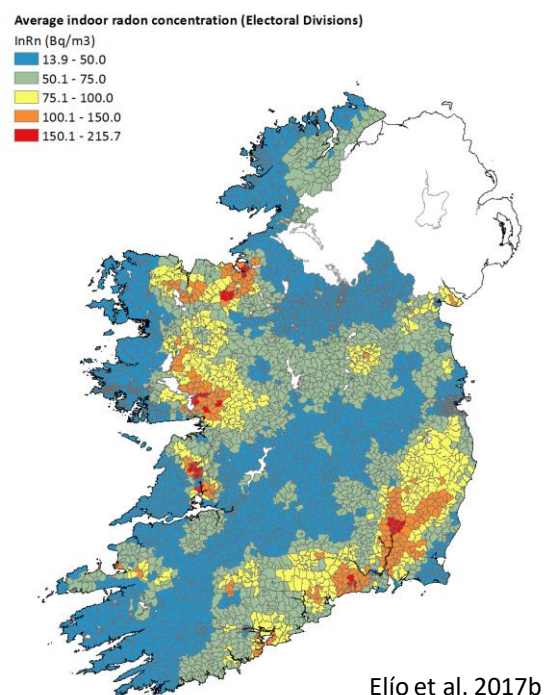 Average indoor radon concentration (Electoral Divisions)
InRn (Bq/m3)
13.9 - 50.0
50.1 - 75.0
75.1 - 100.0
100.1 - 150.0
150.1 - 215.7
Elío et al. 2017b